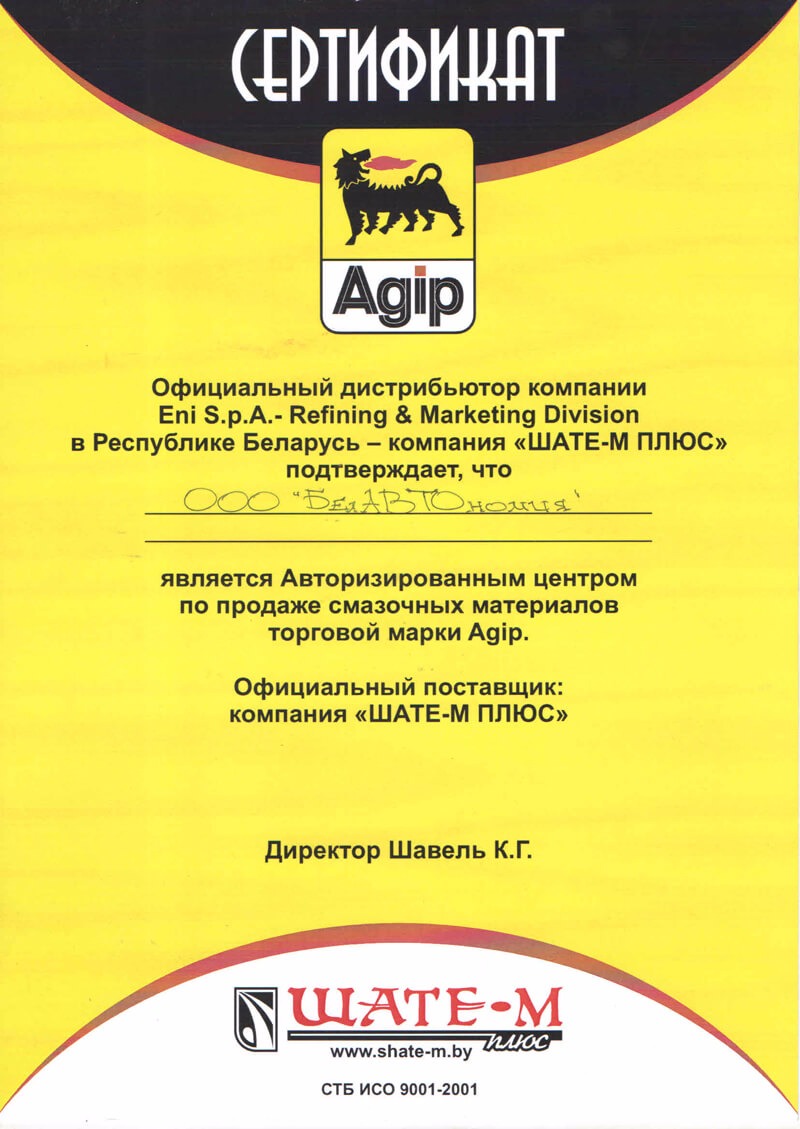 СЕРТИФИКАТ
Agip
Официальный дистрибьютор компании
Eni S.p.A.- Refining & Marketing Division
в Республике Беларусь – компания «ШАТЕ-М ПЛЮС»
подтверждает, что
ООО "БелАВТОномия"
является Авторизированным центром
по продаже смазочных материалов
торговой марки Agip.
Официальный поставщик:
компания «ШАТЕ-М ПЛЮС»
Директор Шавель К.Г.
ШАТЕ-М
плюс
www.shate-m.by
СТБ ИСО 9001-2001